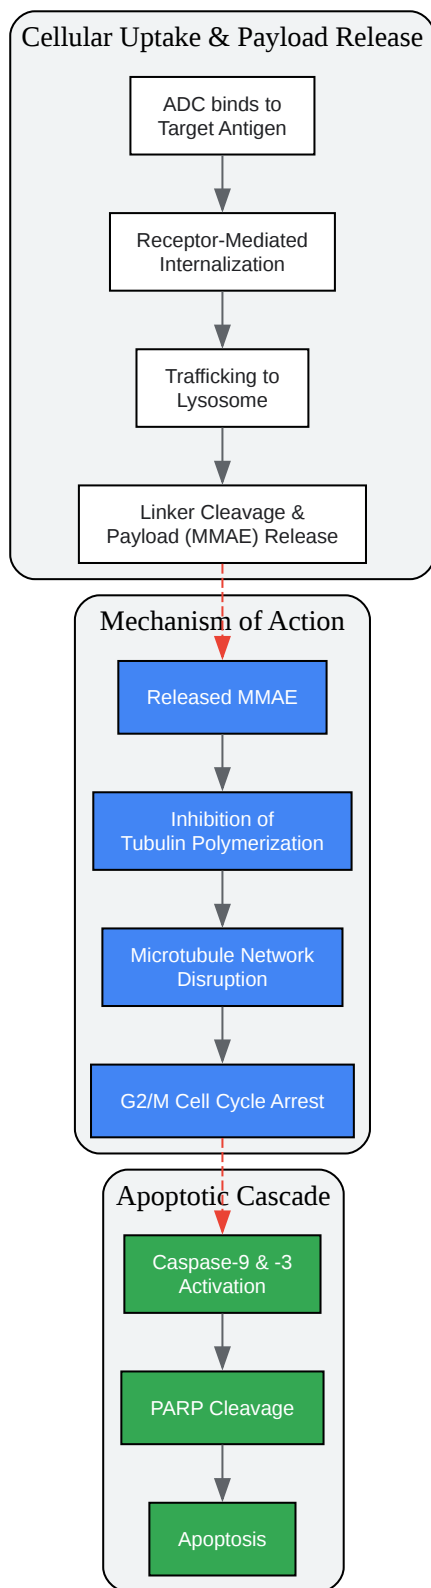 Cellular Uptake & Payload Release
ADC binds to
Target Antigen
Receptor-Mediated
Internalization
Trafficking to
Lysosome
Linker Cleavage &
Payload (MMAE) Release
Mechanism of Action
Released MMAE
Inhibition of
Tubulin Polymerization
Microtubule Network
Disruption
G2/M Cell Cycle Arrest
Apoptotic Cascade
Caspase-9 & -3
Activation
PARP Cleavage
Apoptosis